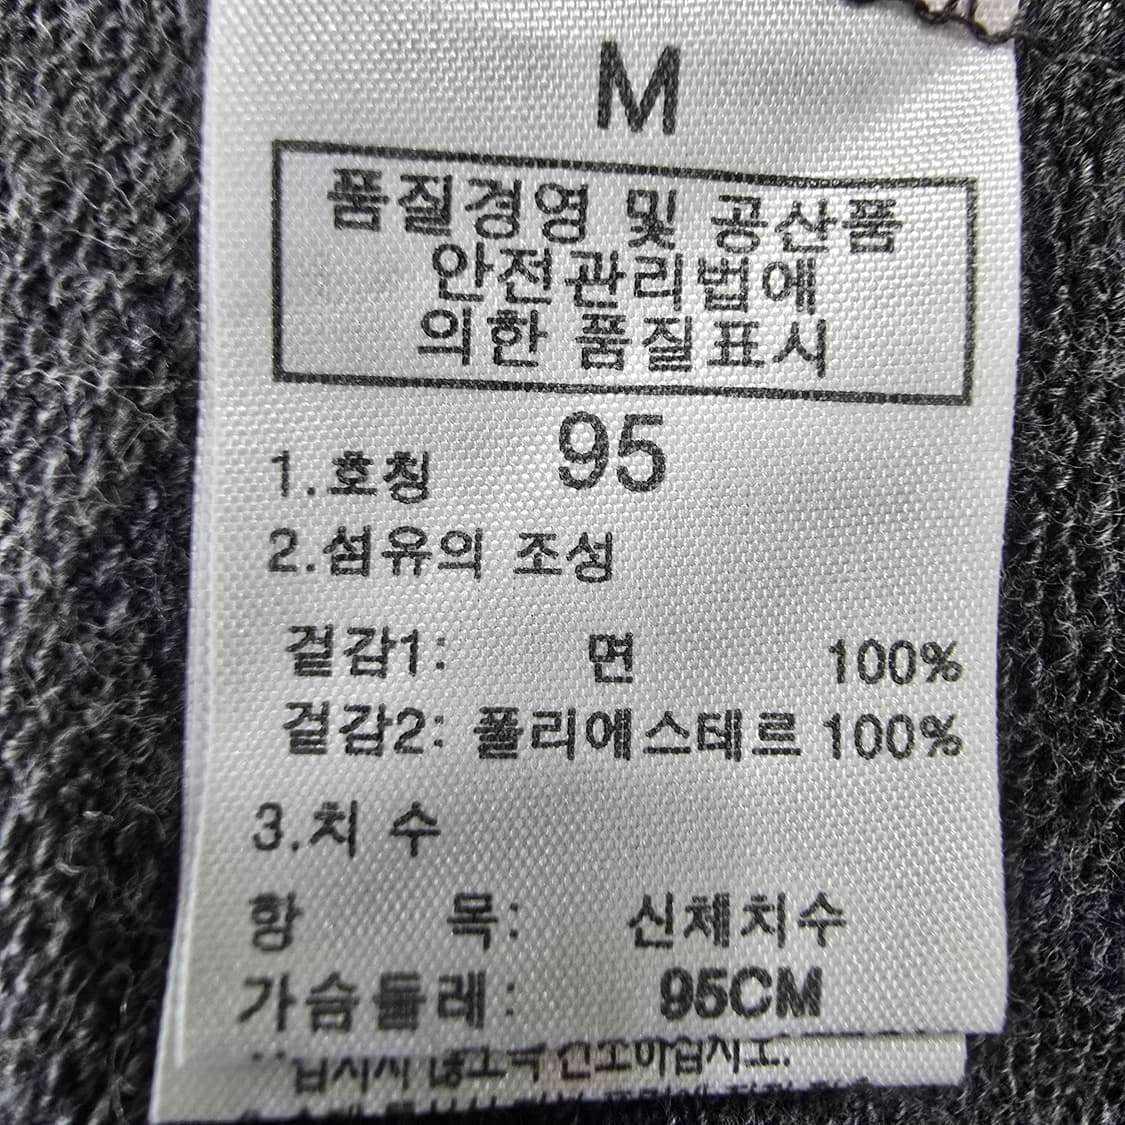 M
품질경영 및 공산품
안전관리법에
의한 품질표시
1.호칭 95
2.섬유의 조성
겉감1: 면 100%
겉감2: 폴리에스테르 100%
3.치 수
항 목: 신체치수
가슴둘레: 95CM